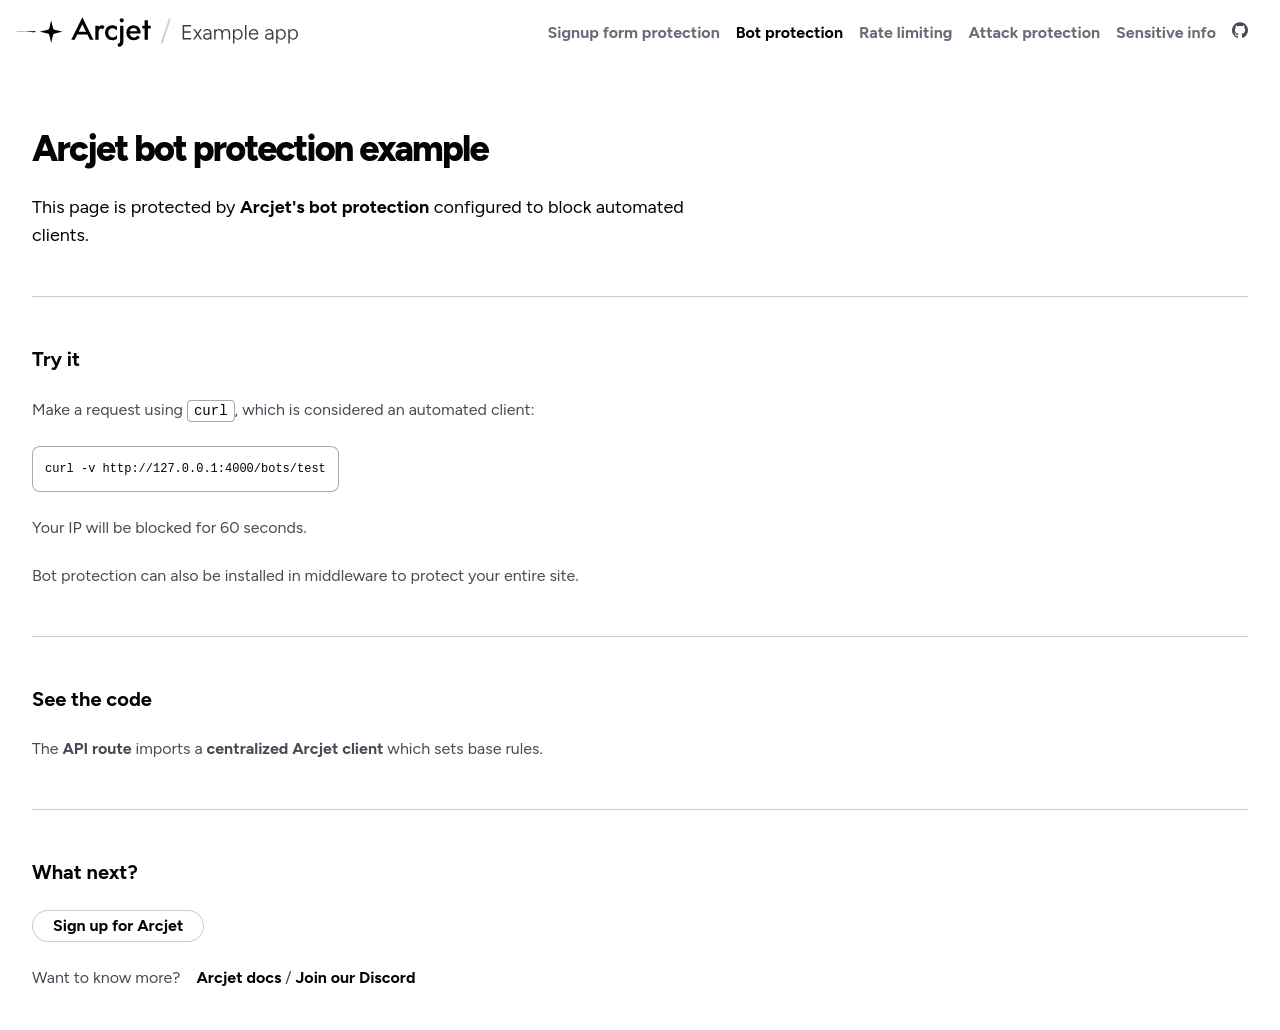 Arcjet / Example app
Signup form protection Bot protection Rate limiting Attack protection Sensitive info
Arcjet bot protection example
This page is protected by Arcjet's bot protection configured to block automated
clients.
Try it
Make a request using curl, which is considered an automated client:
curl -v http://127.0.0.1:4000/bots/test
Your IP will be blocked for 60 seconds.
Bot protection can also be installed in middleware to protect your entire site.
See the code
The API route imports a centralized Arcjet client which sets base rules.
What next?
Sign up for Arcjet
Want to know more? Arcjet docs / Join our Discord